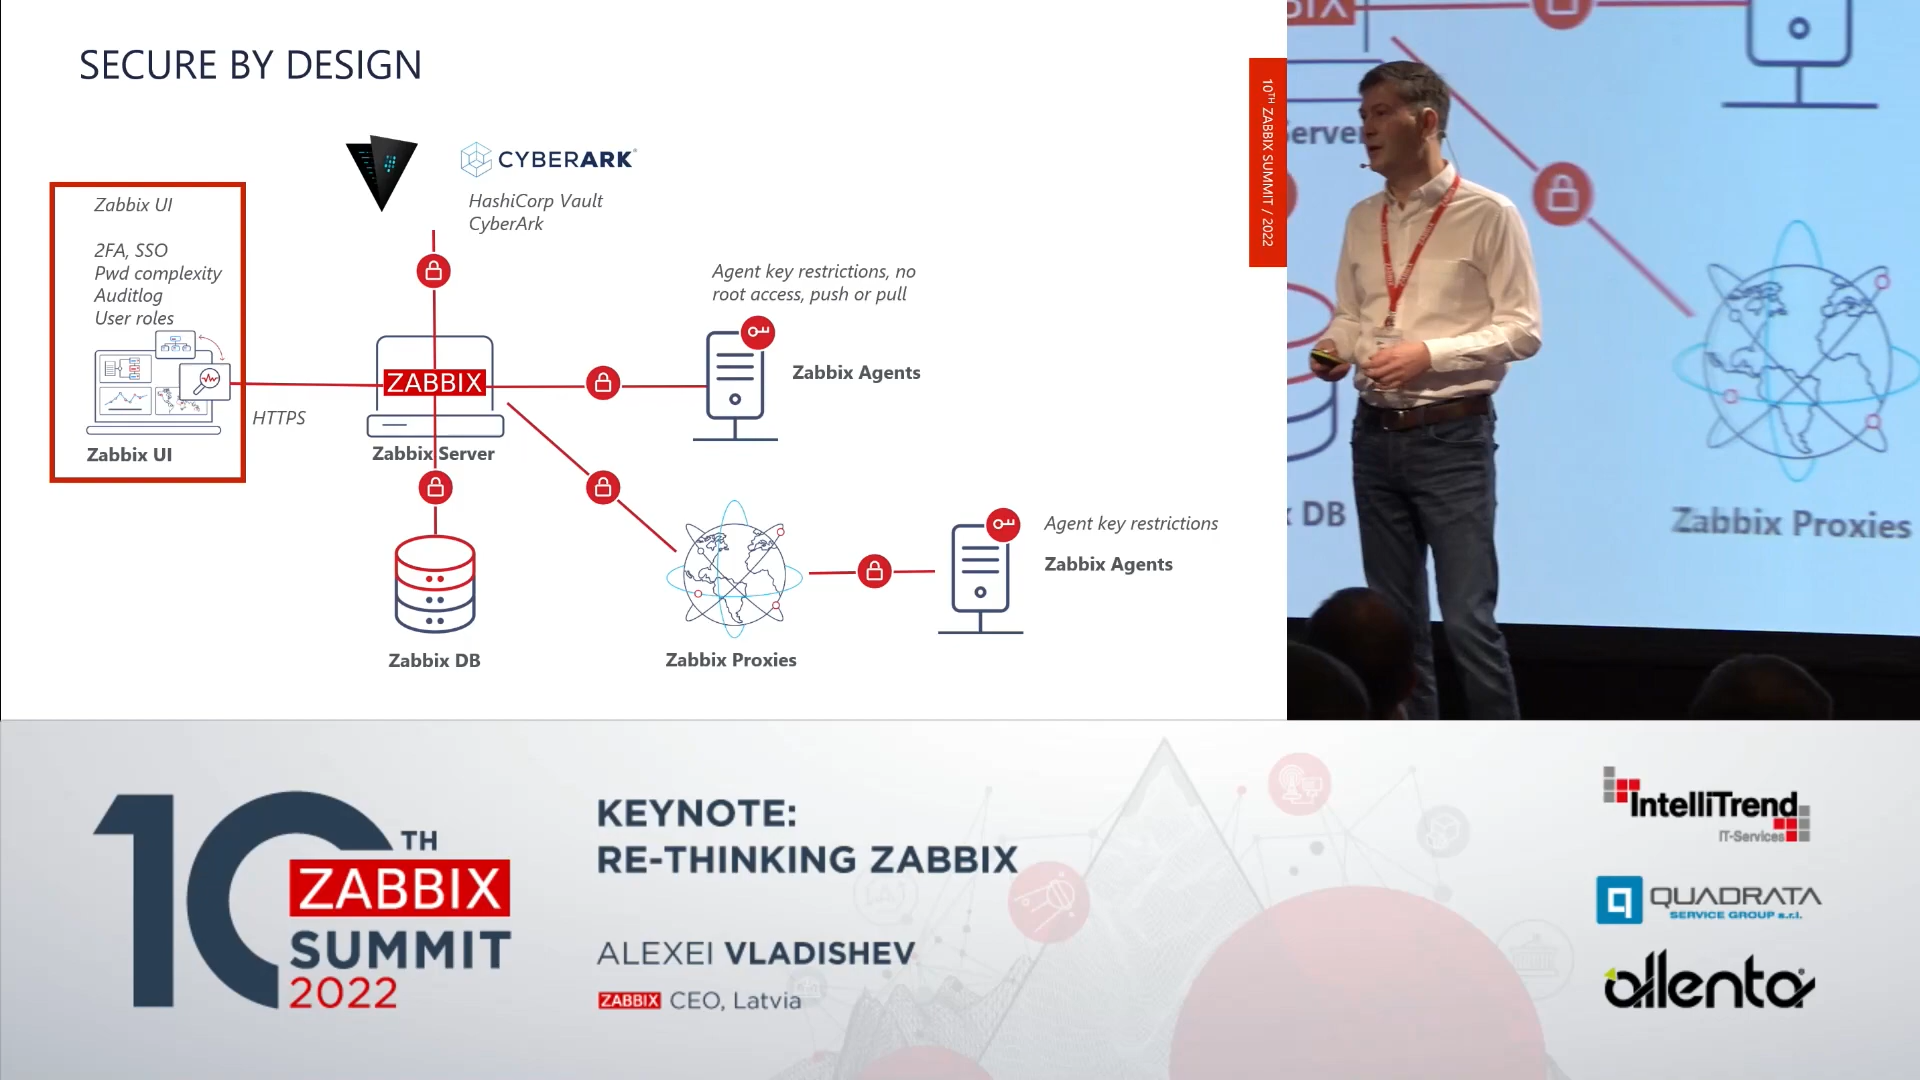 SECURE BY DESIGN
CYBERARK
HashiCorp Vault
CyberArk
Zabbix UI
2FA, SSO
Pwd complexity
Auditlog
User roles
Zabbix UI
HTTPS
ZABBIX
Zabbix Server
Agent key restrictions, no
root access, push or pull
Zabbix Agents
Zabbix DB
Zabbix Proxies
Agent key restrictions
Zabbix Agents
10TH ZABBIX SUMMIT / 2022
Server
DB
Zabbix Proxies
10TH
ZABBIX
SUMMIT
2022
KEYNOTE:
RE-THINKING ZABBIX
ALEXEI VLADISHEV
ZABBIX CEO, Latvia
IntelliTrend
IT-Services
QUADRATA
SERVICE GROUP s.r.l.
allenta